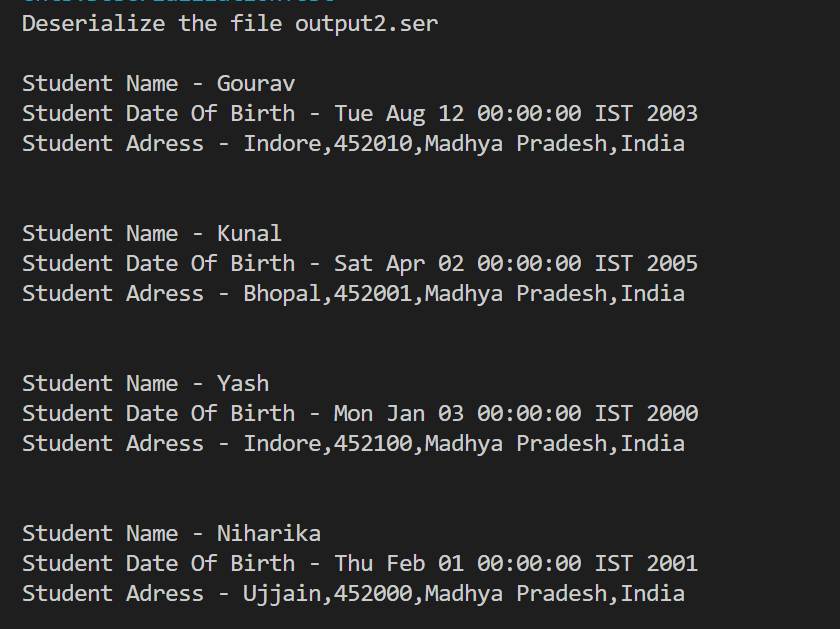 Deserialize the file output2.ser
Student Name - Gourav
Student Date Of Birth - Tue Aug 12 00:00:00 IST 2003
Student Adress - Indore,452010,Madhya Pradesh,India
Student Name - Kunal
Student Date Of Birth - Sat Apr 02 00:00:00 IST 2005
Student Adress - Bhopal,452001,Madhya Pradesh,India
Student Name - Yash
Student Date Of Birth - Mon Jan 03 00:00:00 IST 2000
Student Adress - Indore,452100,Madhya Pradesh,India
Student Name - Niharika
Student Date Of Birth - Thu Feb 01 00:00:00 IST 2001
Student Adress - Ujjain,452000,Madhya Pradesh,India